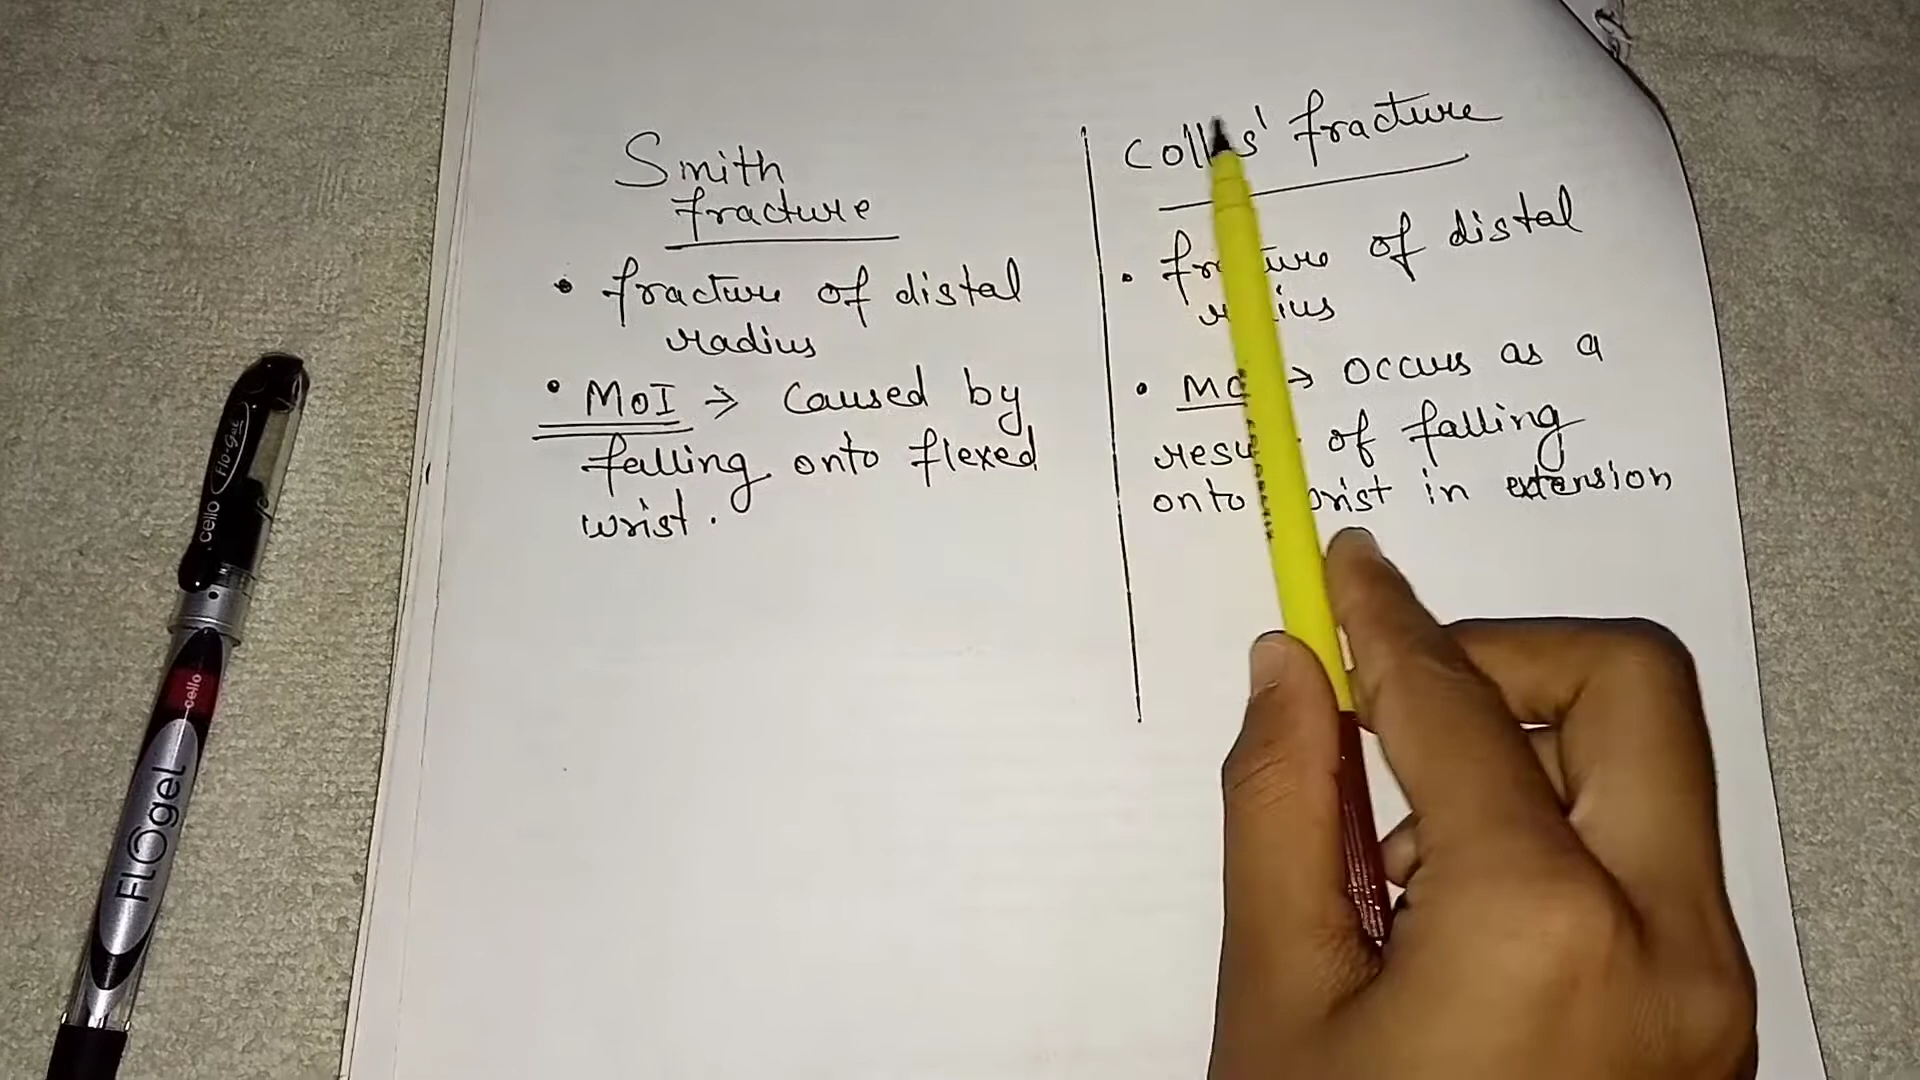 Smith
fracture
• fracture of distal
radius
• MOI → caused by
falling onto flexed
wrist.
fracture
• of distal
• → occurs as a
of falling
onto in extension
cello Flo-Gel
cello
FLOgel